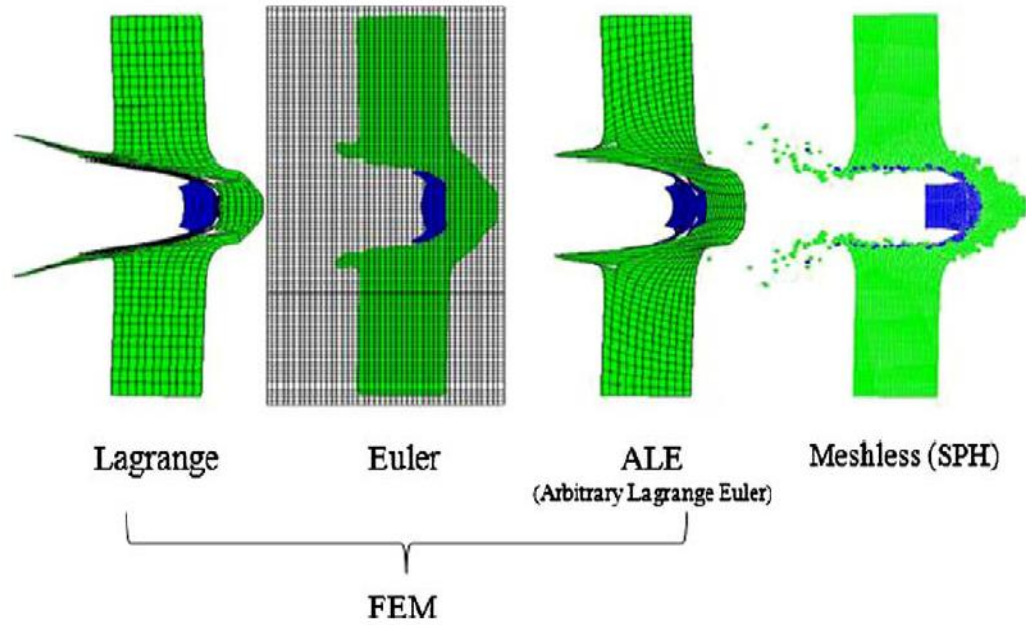 Lagrange
Euler
ALE
(Arbitrary Lagrange Euler)
Meshless (SPH)
FEM